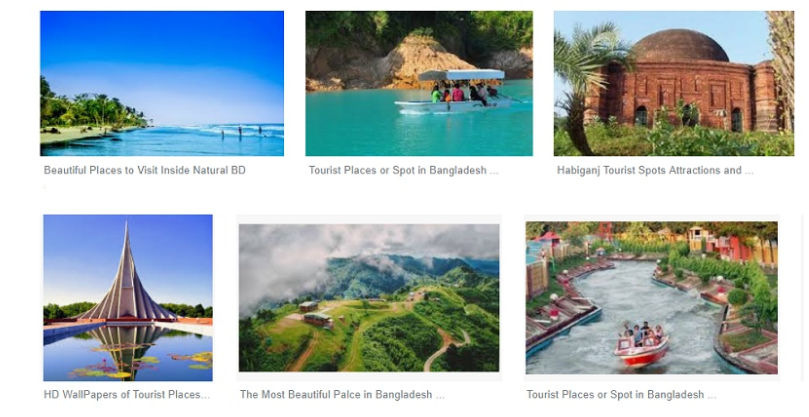 Beautiful Places to Visit Inside Natural BD
Tourist Places or Spot in Bangladesh ...
Habiganj Tourist Spots Attractions and ...
HD WallPapers of Tourist Places...
The Most Beautiful Palce in Bangladesh ...
Tourist Places or Spot in Bangladesh ...